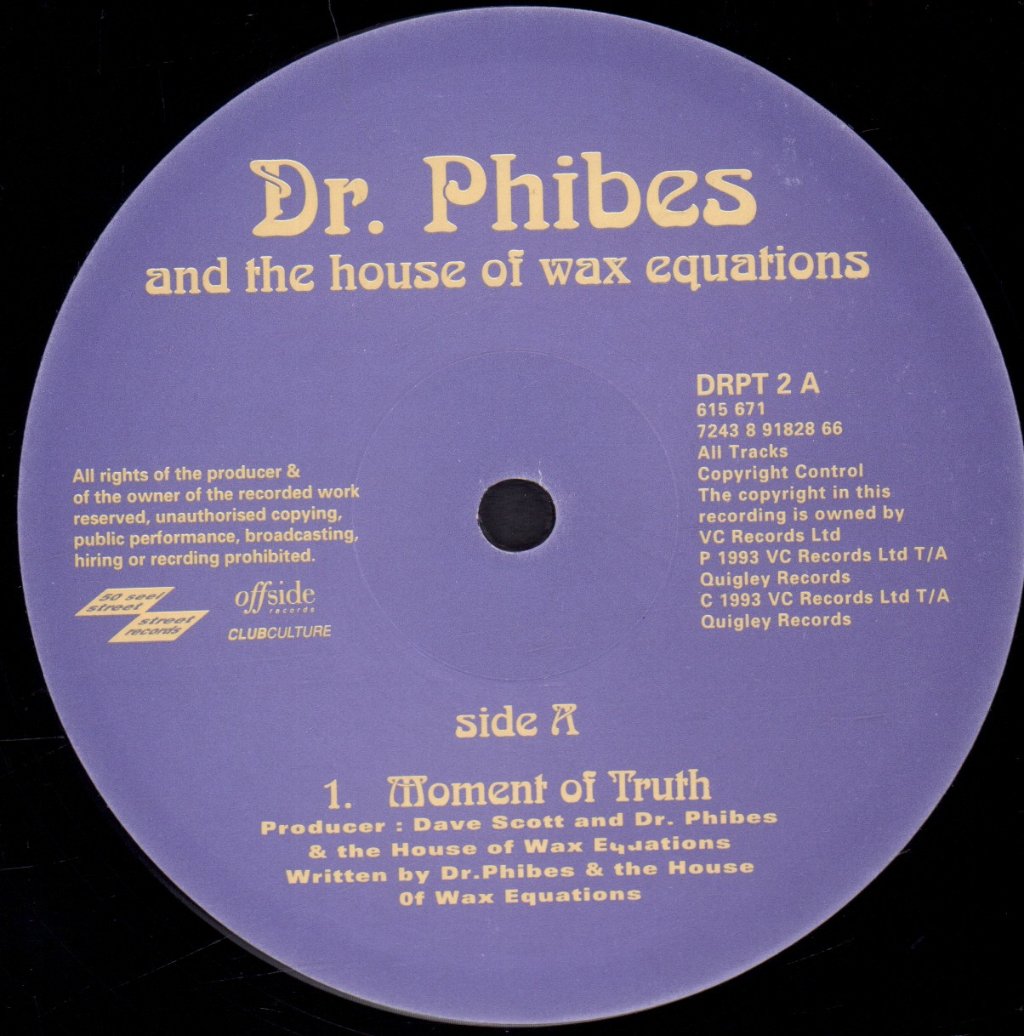 Dr. Phibes
and the house of wax equations
DRPT 2 A
615 671
7243 8 91828 66
All Tracks
Copyright Control
The copyright in this
recording is owned by
VC Records Ltd
P 1993 VC Records Ltd T/A
Quigley Records
C 1993 VC Records Ltd T/A
Quigley Records
All rights of the producer &
of the owner of the recorded work
reserved, unauthorised copying,
public performance, broadcasting,
hiring or recrding prohibited.
50 seel
street
street
records
offside
records
CLUBCULTURE
side A
1. Moment of Truth
Producer : Dave Scott and Dr. Phibes
& the House of Wax Equations
Written by Dr.Phibes & the House
0f Wax Equations